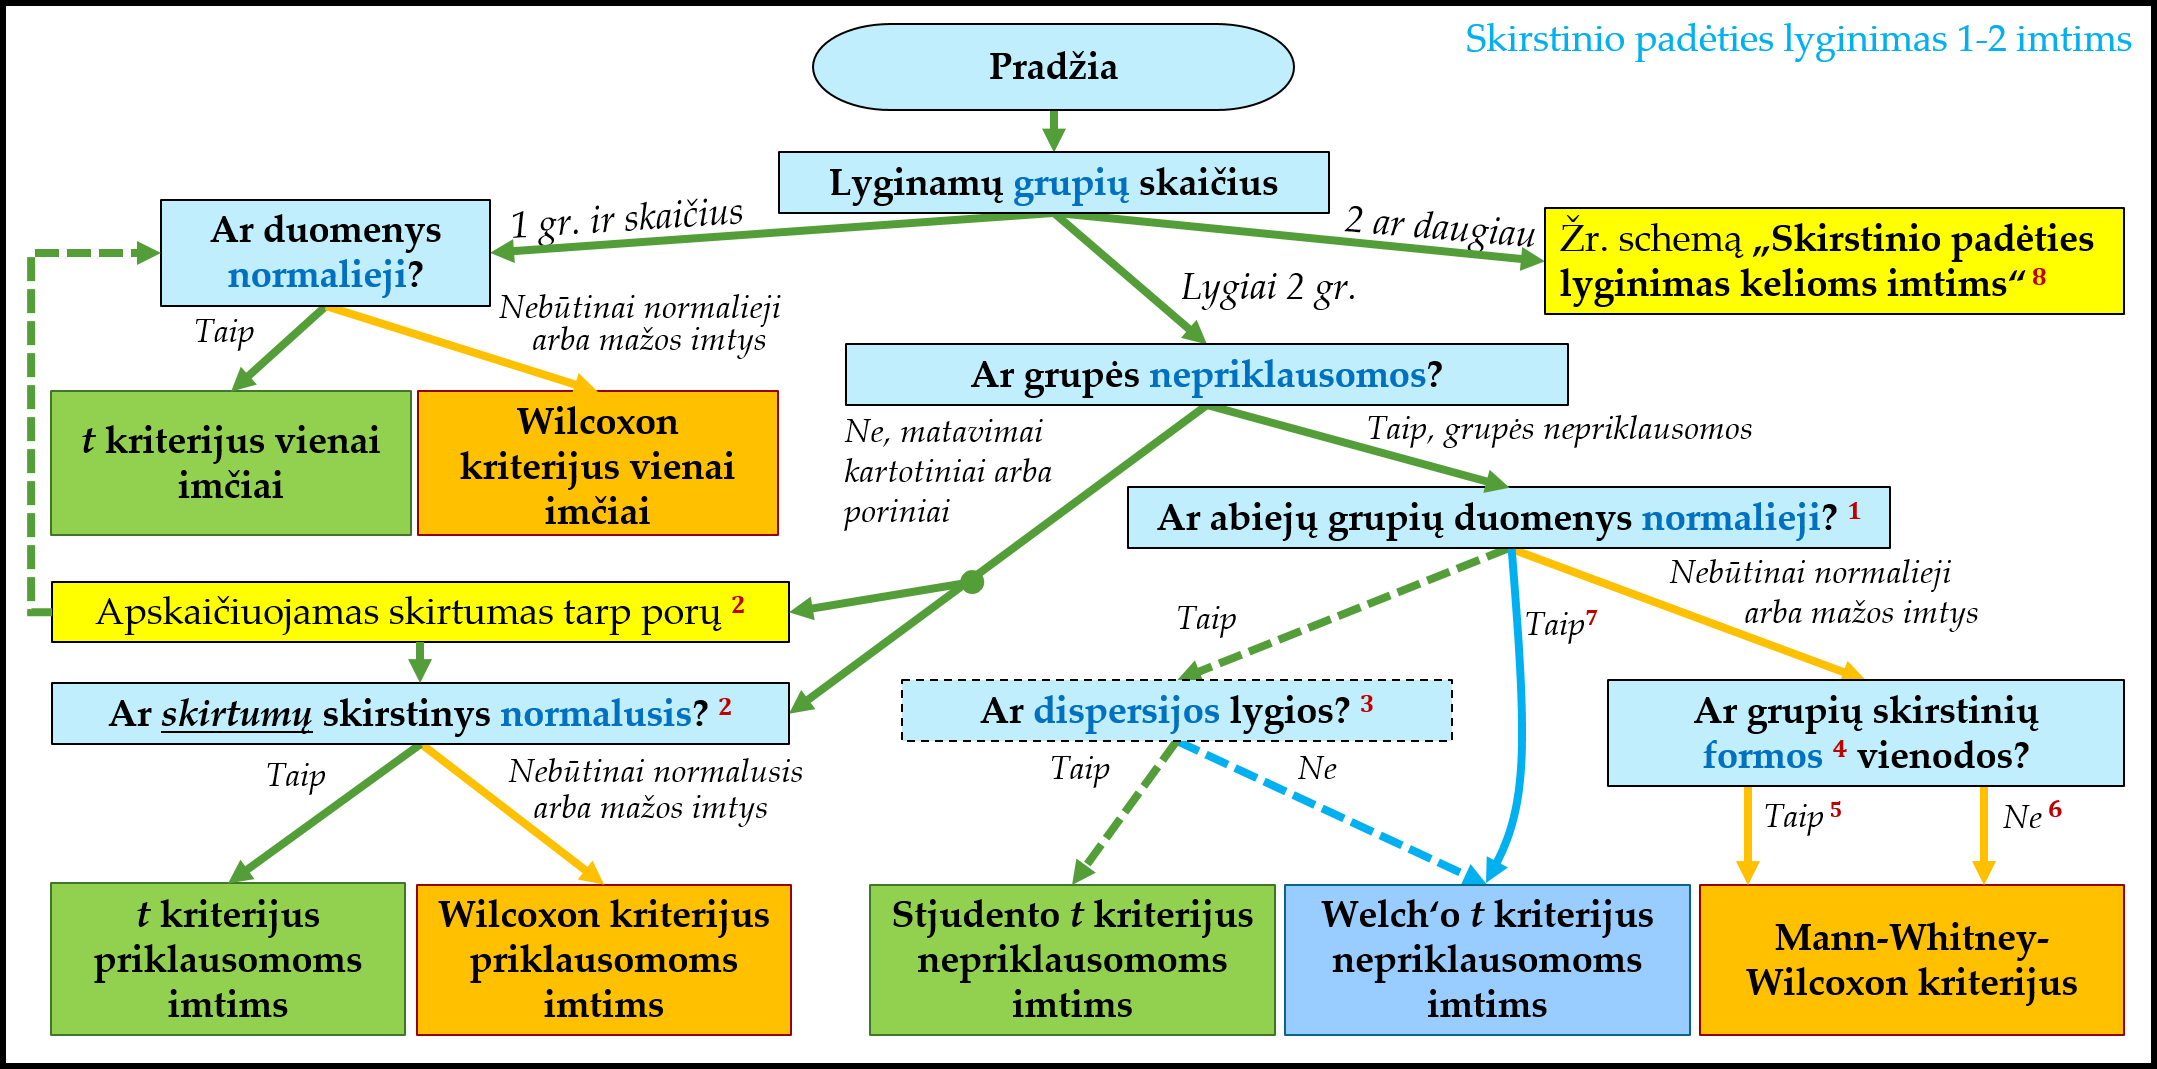 Skirstinio padėties lyginimas 1-2 imtims
Pradžia
Lyginamų grupių skaičius
1 gr. ir skaičius
2 ar daugiau
Lygiai 2 gr.
Ar duomenys
normalieji?
Žr. schemą „Skirstinio padėties
lyginimas kelioms imtims“ 8
Taip
Nebūtinai normalieji
arba mažos imtys
t kriterijus vienai
imčiai
Wilcoxon
kriterijus vienai
imčiai
Ar grupės nepriklausomos?
Ne, matavimai
kartotiniai arba
poriniai
Taip, grupės nepriklausomos
Ar abiejų grupių duomenys normalieji? 1
Apskaičiuojamas skirtumas tarp porų 2
Taip
Taip7
Nebūtinai normalieji
arba mažos imtys
Ar skirtumų skirstinys normalusis? 2
Ar dispersijos lygios? 3
Ar grupių skirstinių
formos 4 vienodos?
Taip
Nebūtinai normalusis
arba mažos imtys
Taip
Ne
Taip 5
Ne 6
t kriterijus
priklausomoms
imtims
Wilcoxon kriterijus
priklausomoms
imtims
Stjudento t kriterijus
nepriklausomoms
imtims
Welch‘o t kriterijus
nepriklausomoms
imtims
Mann-Whitney-
Wilcoxon kriterijus